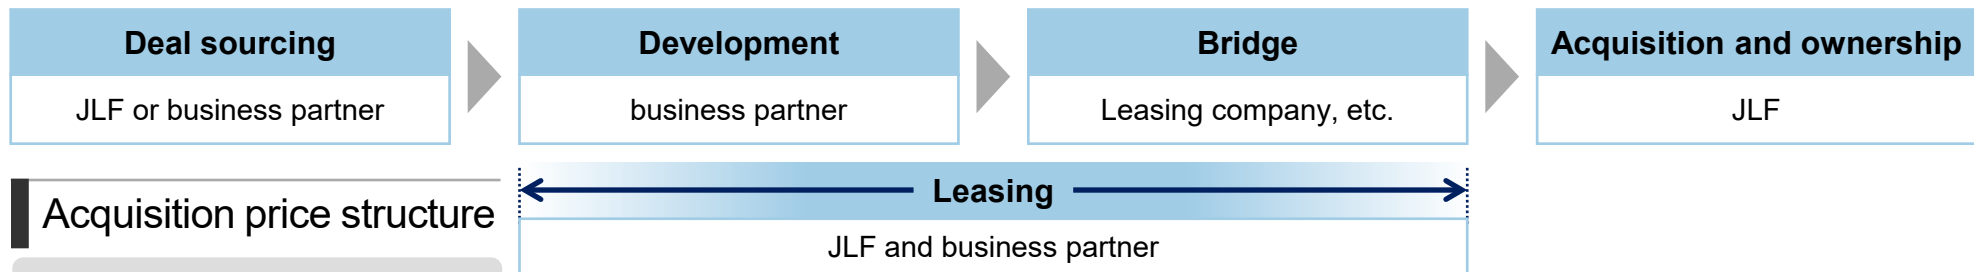 Deal sourcing
JLF or business partner
Development
business partner
Bridge
Leasing company, etc.
Acquisition and ownership
JLF
Leasing
JLF and business partner
Acquisition price structure